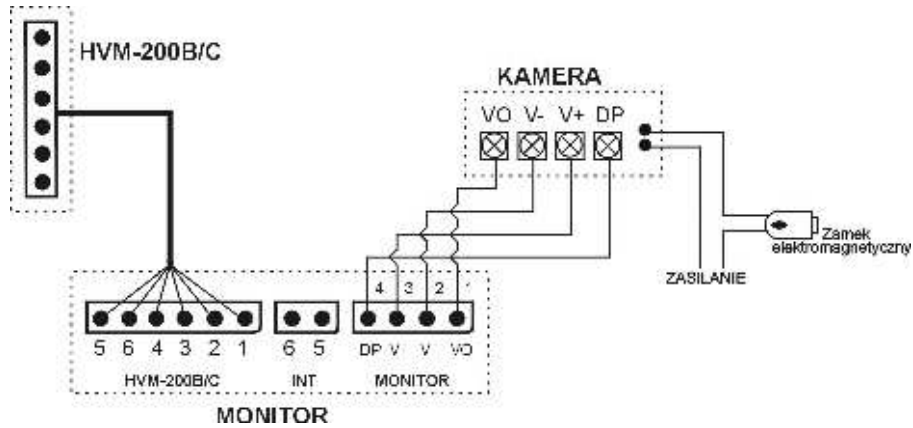 HVM-200B/C
KAMERA
VO V- V+ DP
Zamek
elektromagnetyczny
ZASILANIE
4 3 2 1
5 6 4 3 2 1
6 5
DP V V VO
HVM-200B/C
INT
MONITOR
MONITOR